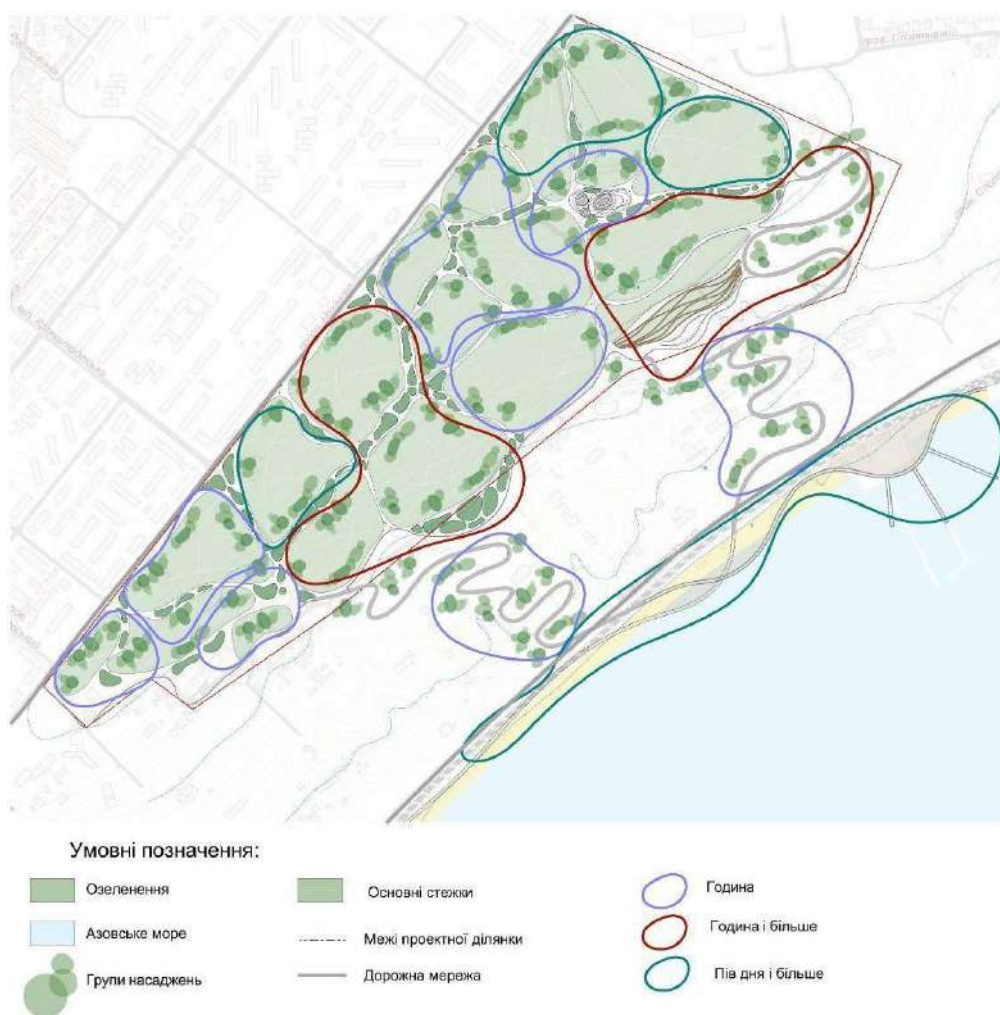 Умовні позначення:
Озеленення
Азовське море
Групи насаджень
Основні стежки
Межі проектної ділянки
Дорожна мережа
Година
Година і більше
Пів дня і більше